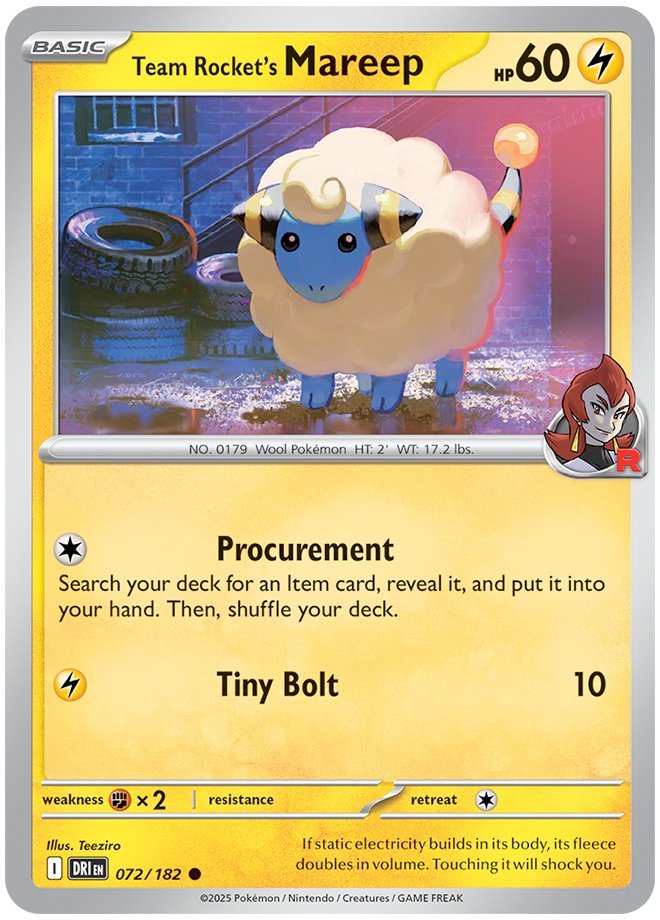 BASIC
Team Rocket's Mareep HP 60
NO. 0179 Wool Pokémon HT: 2' WT: 17.2 lbs.
R
Procurement
Search your deck for an Item card, reveal it, and put it into
your hand. Then, shuffle your deck.
Tiny Bolt 10
weakness × 2 resistance retreat
Illus. Teeziro
I DRI EN 072/182
If static electricity builds in its body, its fleece
doubles in volume. Touching it will shock you.
©2025 Pokémon / Nintendo / Creatures / GAME FREAK